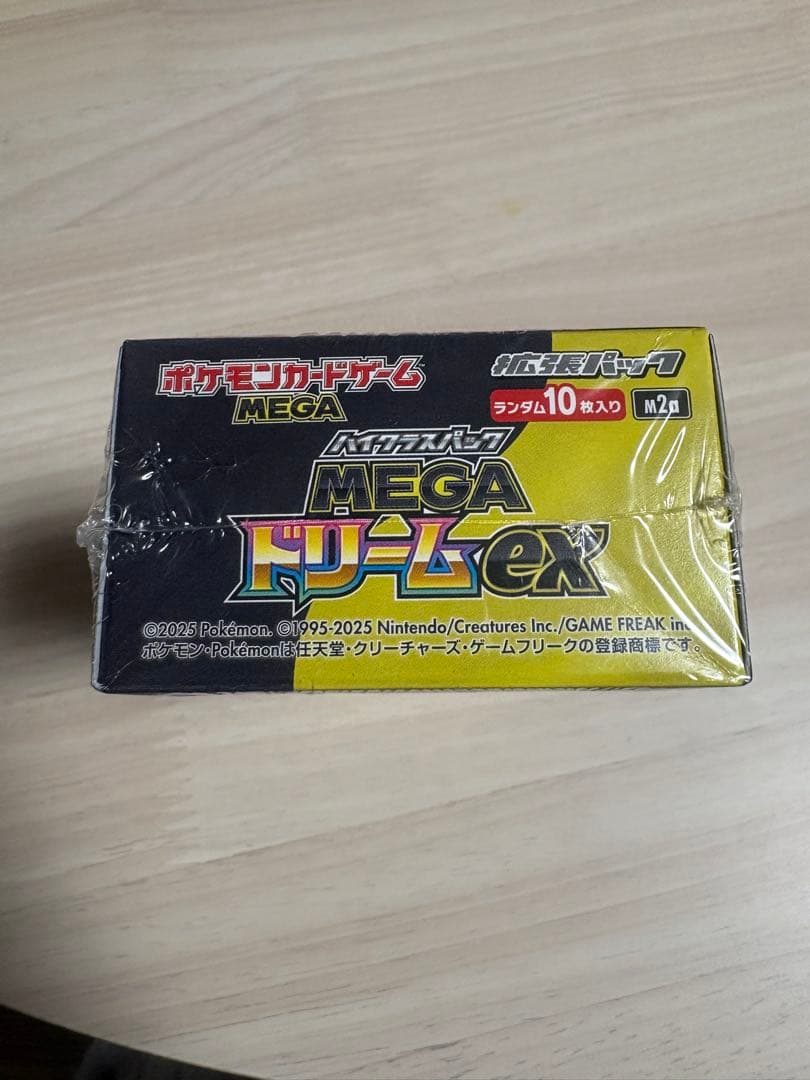 ポケモンカードゲーム
MEGA
拡張パック
ランダム10枚入り M2a
ハイクラスパック
MEGA
ドリームex
©2025 Pokémon. ©1995-2025 Nintendo/Creatures Inc./GAME FREAK inc.
ポケモン・Pokémonは任天堂・クリーチャーズ・ゲームフリークの登録商標です。